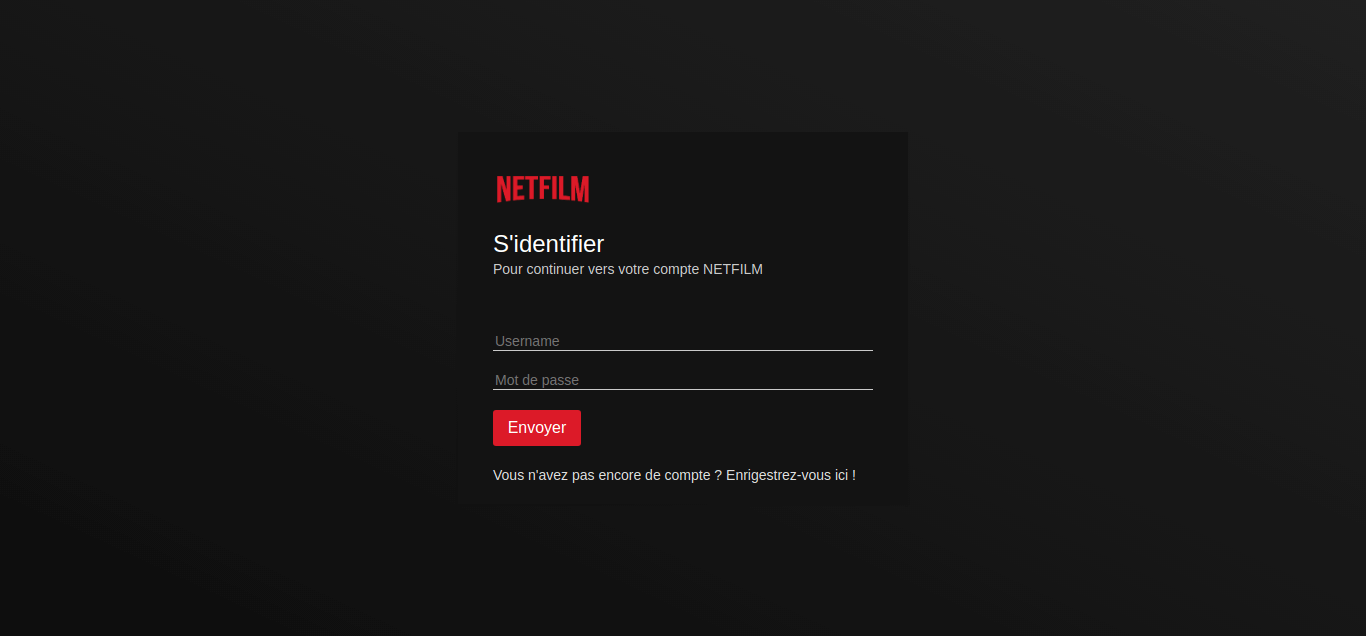 NETFILM
S'identifier
Pour continuer vers votre compte NETFILM
Username
Mot de passe
Envoyer
Vous n'avez pas encore de compte ? Enrigestrez-vous ici !